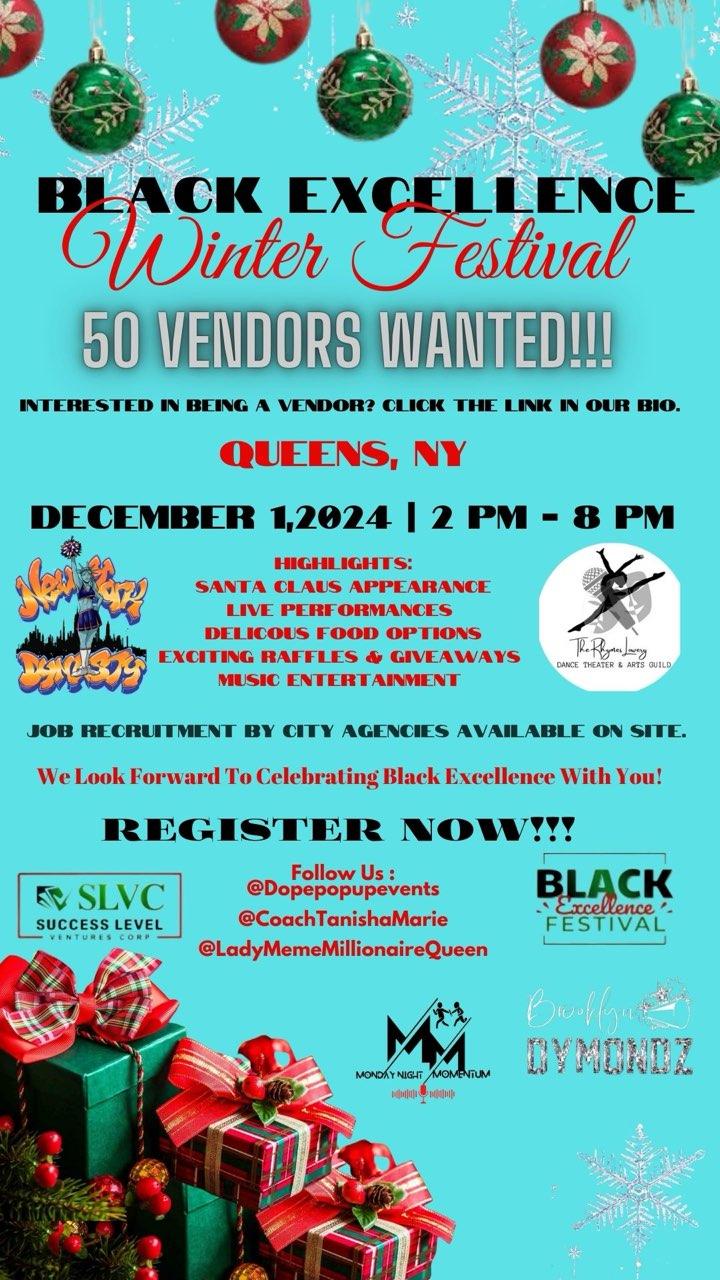 BLACK EXCELLENCE
Winter Festival
50 VENDORS WANTED!!!
INTERESTED IN BEING A VENDOR? CLICK THE LINK IN OUR BIO.
QUEENS, NY
DECEMBER 1,2024 | 2 PM - 8 PM
New York
Dynasty
HIGHLIGHTS:
SANTA CLAUS APPEARANCE
LIVE PERFORMANCES
DELICOUS FOOD OPTIONS
EXCITING RAFFLES & GIVEAWAYS
MUSIC ENTERTAINMENT
The Rhymes Lowery
DANCE THEATER & ARTS GUILD
JOB RECRUITMENT BY CITY AGENCIES AVAILABLE ON SITE.
We Look Forward To Celebrating Black Excellence With You!
REGISTER NOW!!!
SLVC
SUCCESS LEVEL
VENTURES CORP
Follow Us :
@Dopepopupevents
@CoachTanishaMarie
@LadyMemeMillionaireQueen
BLACK
Excellence
FESTIVAL
MM
MONDAY NIGHT MOMENTUM
Brooklyn
DYMONDZ